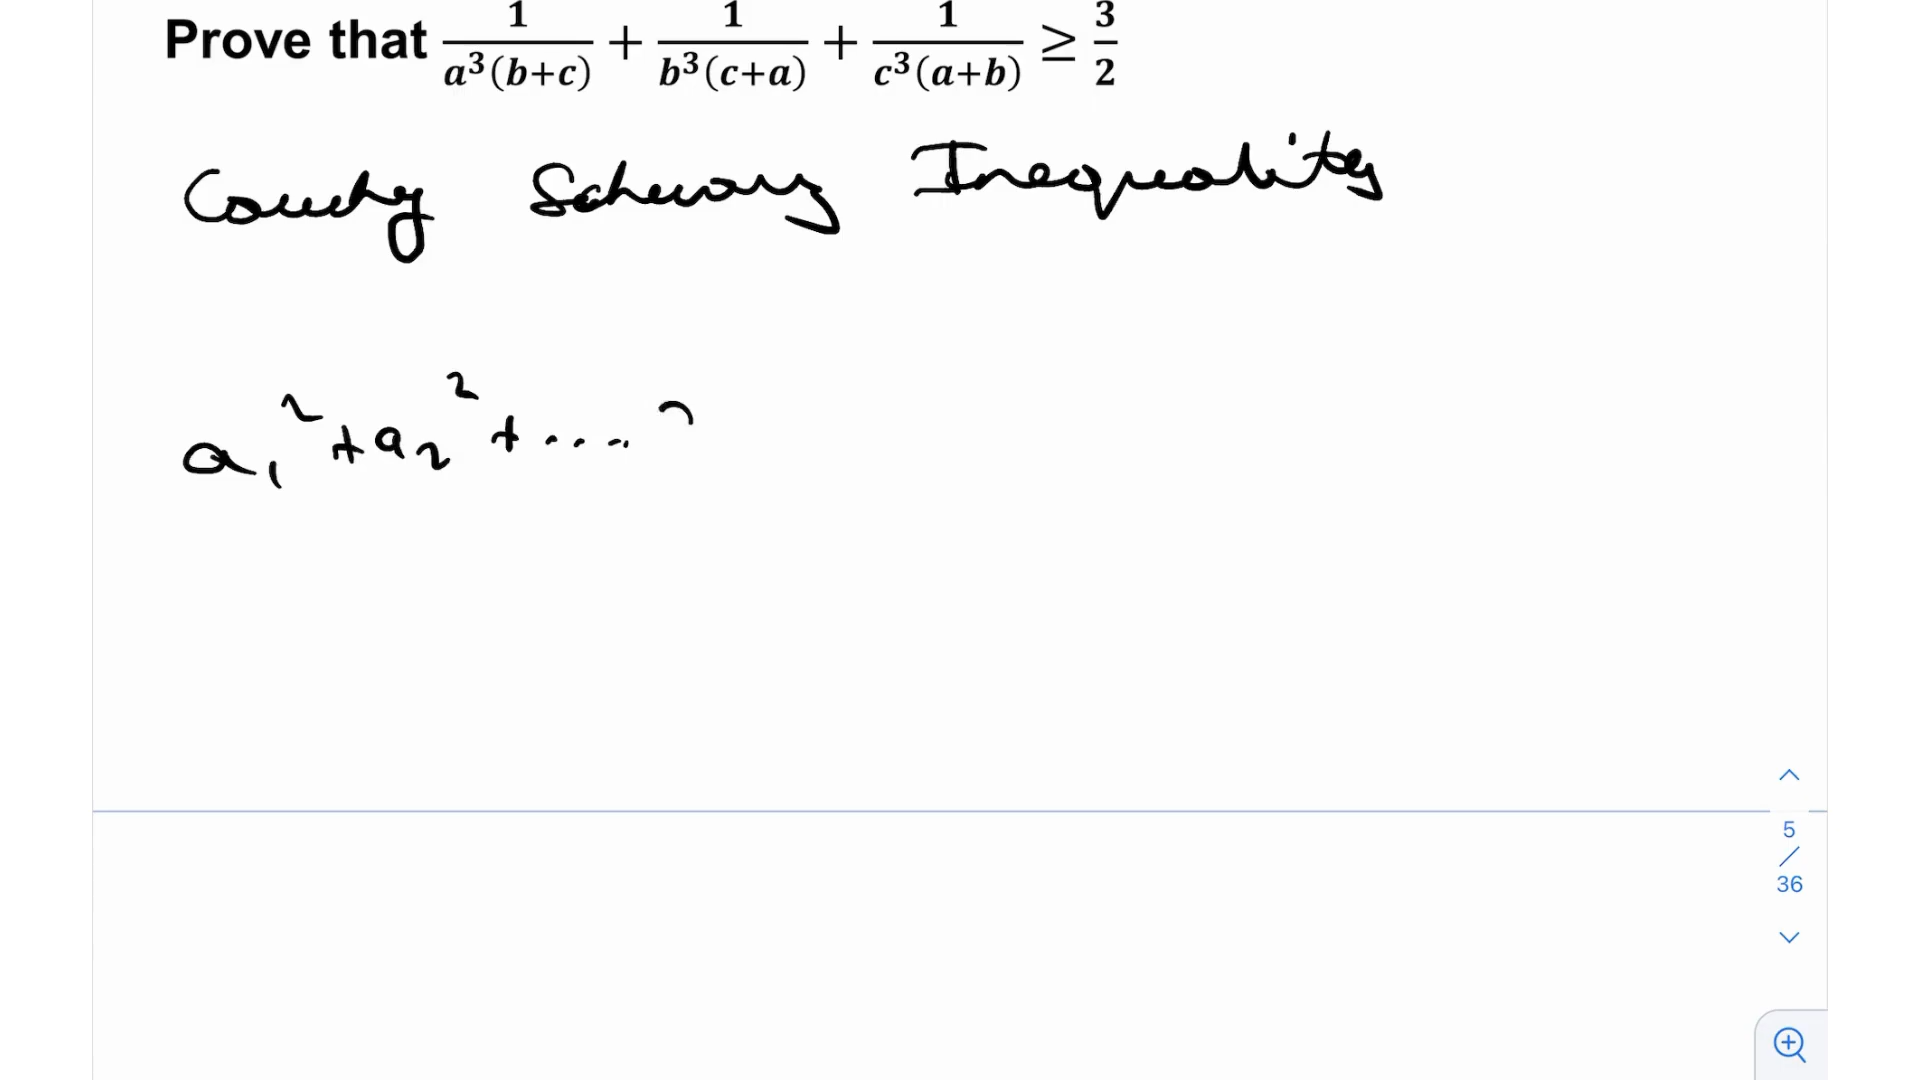 Prove that 1/(a³(b+c)) + 1/(b³(c+a)) + 1/(c³(a+b)) ≥ 3/2
Cauchy Schwarz Inequality
a₁² + a₂² + ....
5
/
36